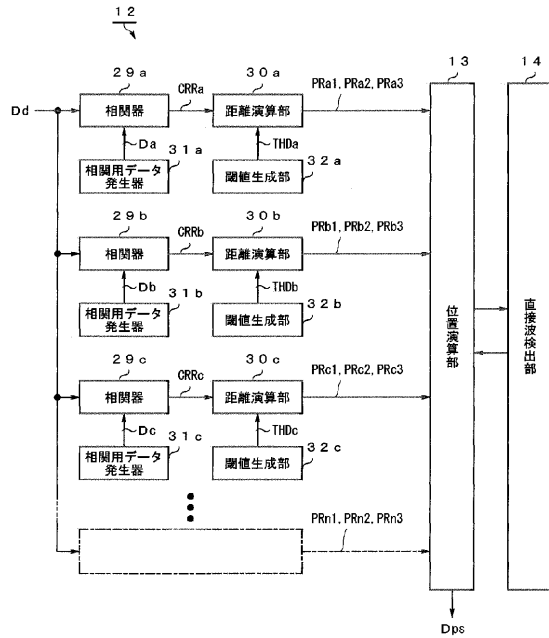 12
13
14
29a
30a
CRRa
PRa1, PRa2, PRa3
Dd
相関器
距離演算部
Da
31a
THDa
32a
相関用データ
発生器
閾値生成部
29b
30b
CRRb
PRb1, PRb2, PRb3
相関器
距離演算部
Db
31b
THDb
32b
相関用データ
発生器
閾値生成部
位置演算部
直接波検出部
29c
30c
CRRc
PRc1, PRc2, PRc3
相関器
距離演算部
Dc
31c
THDc
32c
相関用データ
発生器
閾値生成部
PRn1, PRn2, PRn3
Dps